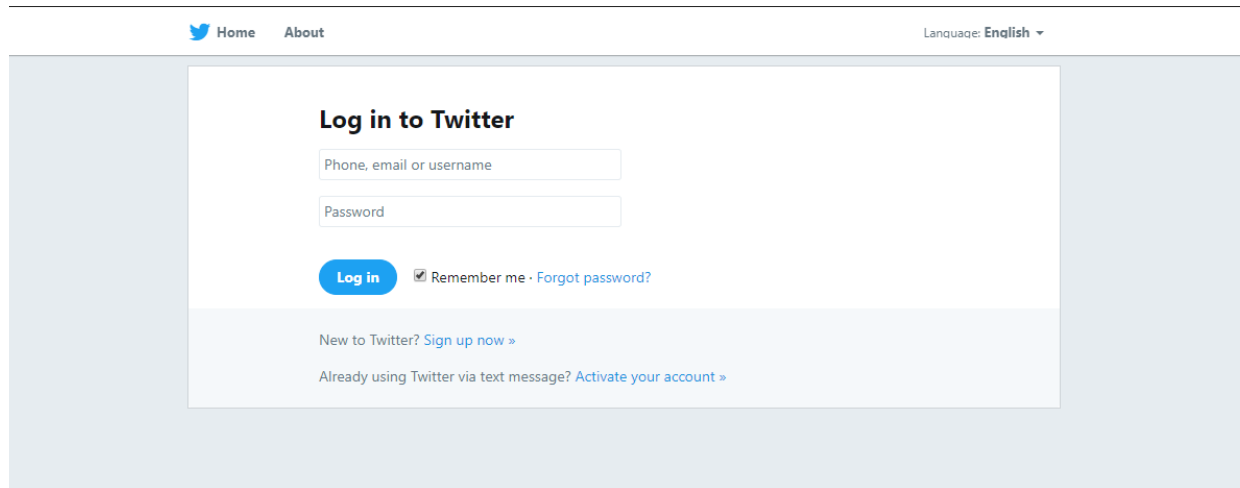 Home About Language: English
Log in to Twitter
Phone, email or username
Password
Log in Remember me · Forgot password?
New to Twitter? Sign up now »
Already using Twitter via text message? Activate your account »